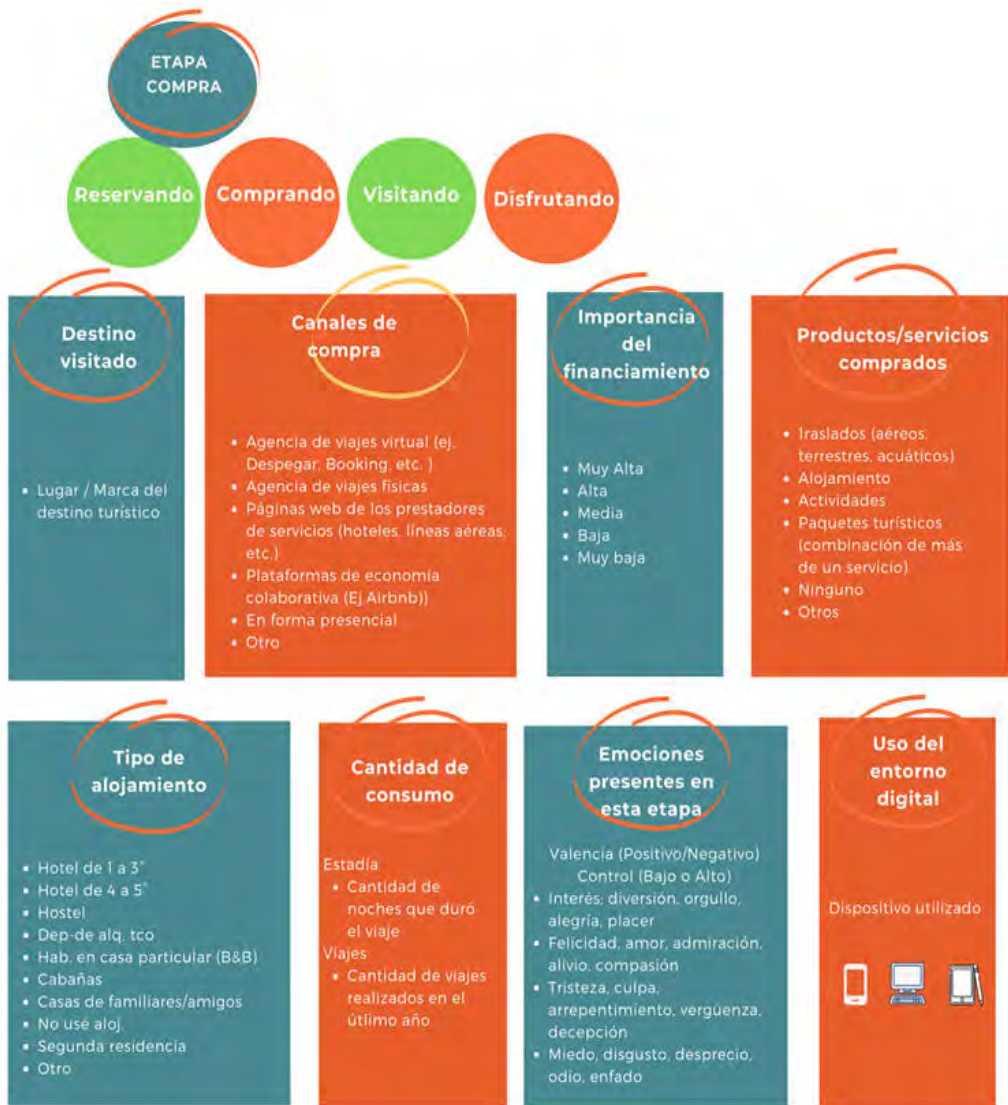 ETAPA
COMPRA
Reservando
Comprando
Visitando
Disfrutando
Destino
visitado
• Lugar / Marca del
destino turístico
Canales de
compra
• Agencia de viajes virtual (ej.
Despegar, Booking, etc. )
• Agencia de viajes físicas
• Páginas web de los prestadores
de servicios (hoteles, líneas aéreas,
etc.)
• Plataformas de economía
colaborativa (Ej.Airbnb))
• En forma presencial
• Otro
Importancia
del
financiamiento
• Muy Alta
• Alta
• Media
• Baja
• Muy baja
Productos/servicios
comprados
• Traslados (aéreos,
terrestres, acuáticos)
• Alojamiento
• Actividades
• Paquetes turísticos
(combinación de más
de un servicio)
• Ninguno
• Otros
Tipo de
alojamiento
• Hotel de 1 a 3*
• Hotel de 4 a 5*
• Hostel
• Dep-de alq. tco
• Hab. en casa particular (B&B)
• Cabañas
• Casas de familiares/amigos
• No usé aloj.
• Segunda residencia
• Otro
Cantidad de
consumo
Estadía
• Cantidad de
noches que duró
el viaje
Viajes
• Cantidad de viajes
realizados en el
útlimo año
Emociones
presentes en
esta etapa
Valencia (Positivo/Negativo)
Control (Bajo o Alto)
• Interés, diversión, orgullo,
alegría, placer
• Felicidad, amor, admiración,
alivio, compasión
• Tristeza, culpa,
arrepentimiento, vergüenza,
decepción
• Miedo, disgusto, desprecio,
odio, enfado
Uso del
entorno
digital
Dispositivo utilizado